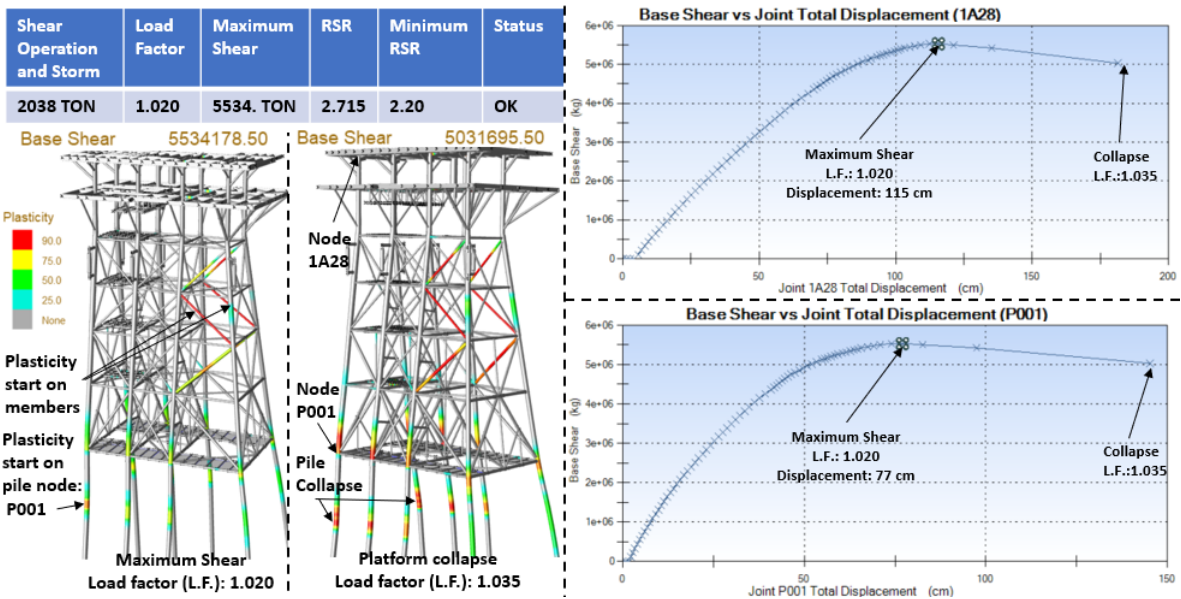 Shear Operation and Storm
Load Factor
Maximum Shear
RSR
Minimum RSR
Status
2038 TON
1.020
5534. TON
2.715
2.20
OK
Base Shear 5534178.50
Plasticity
90.0
75.0
50.0
25.0
None
Plasticity
start on
members
Plasticity
start on
pile node:
P001
Maximum Shear
Load factor (L.F.): 1.020
Base Shear 5031695.50
Node
1A28
Node
P001
Pile
Collapse
Platform collapse
Load factor (L.F.): 1.035
Base Shear vs Joint Total Displacement (1A28)
Base Shear (kg)
6e+06
5e+06
4e+06
3e+06
2e+06
1e+06
0
Maximum Shear
L.F.: 1.020
Displacement: 115 cm
Collapse
L.F.:1.035
0 50 100 150 200
Joint 1A28 Total Displacement (cm)
Base Shear vs Joint Total Displacement (P001)
Base Shear (kg)
6e+06
5e+06
4e+06
3e+06
2e+06
1e+06
0
Maximum Shear
L.F.: 1.020
Displacement: 77 cm
Collapse
L.F.:1.035
0 50 100 150
Joint P001 Total Displacement (cm)